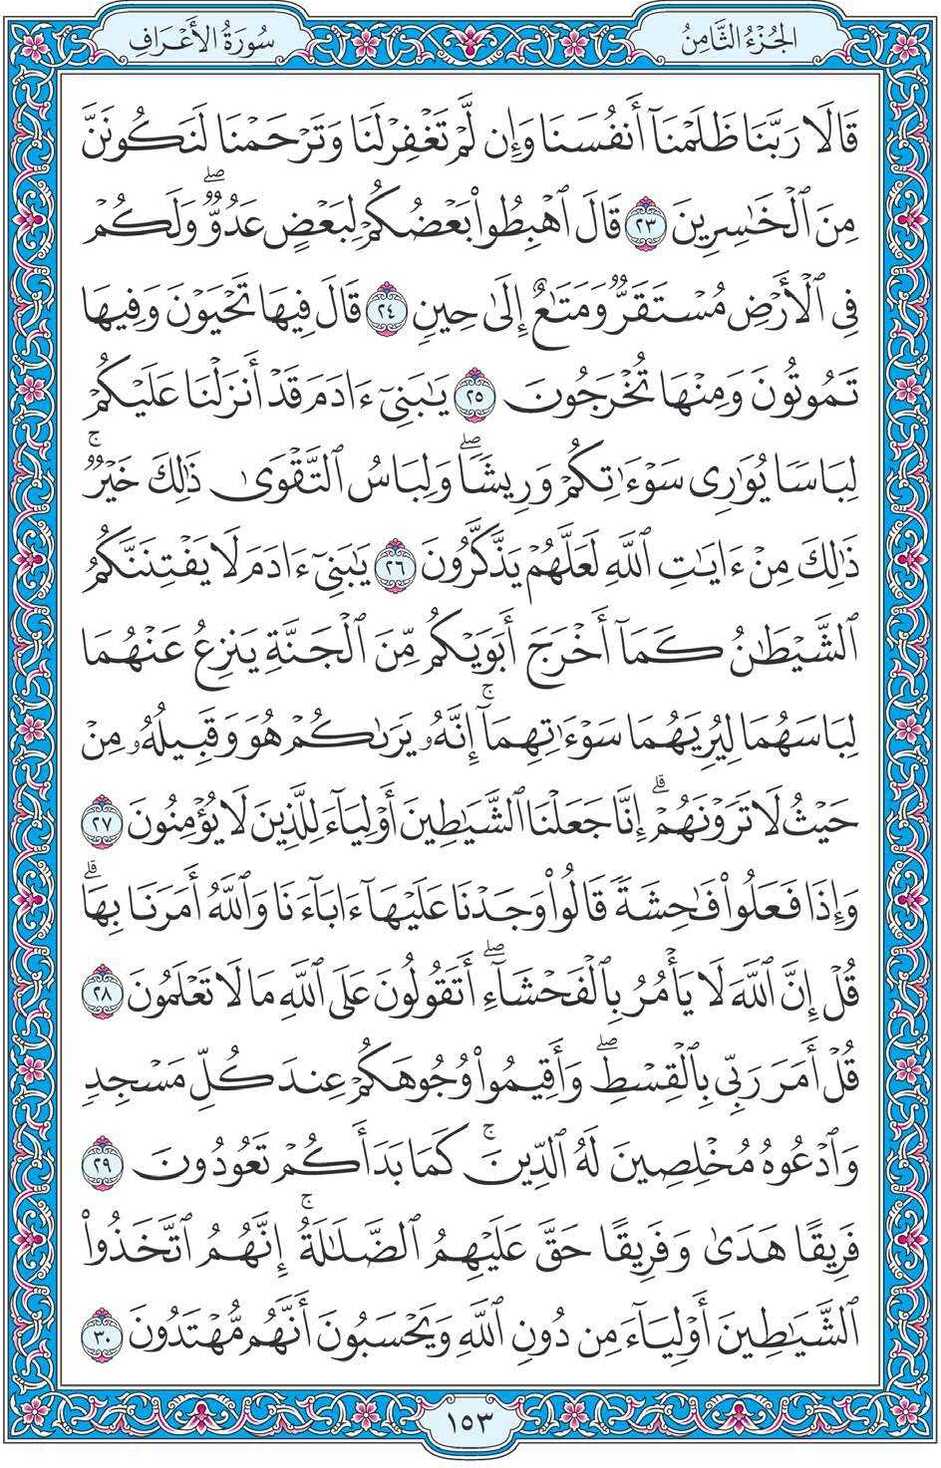 الجُزْءُ الثَّامِنُ
سُورَةُ الأَعْرَافِ
قَالَا رَبَّنَا ظَلَمْنَآ أَنفُسَنَا وَإِن لَّمْ تَغْفِرْ لَنَا وَتَرْحَمْنَا لَنَكُونَنَّ
مِنَ ٱلْخَٰسِرِينَ ٢٣ قَالَ ٱهْبِطُوا۟ بَعْضُكُمْ لِبَعْضٍ عَدُوٌّ ۖ وَلَكُمْ
فِى ٱلْأَرْضِ مُسْتَقَرٌّ وَمَتَٰعٌ إِلَىٰ حِينٍ ٢٤ قَالَ فِيهَا تَحْيَوْنَ وَفِيهَا
تَمُوتُونَ وَمِنْهَا تُخْرَجُونَ ٢٥ يَٰبَنِىٓ ءَادَمَ قَدْ أَنزَلْنَا عَلَيْكُمْ
لِبَاسًا يُوَٰرِى سَوْءَٰتِكُمْ وَرِيشًا ۖ وَلِبَاسُ ٱلتَّقْوَىٰ ذَٰلِكَ خَيْرٌ ۚ
ذَٰلِكَ مِنْ ءَايَٰتِ ٱللَّهِ لَعَلَّهُمْ يَذَّكَّرُونَ ٢٦ يَٰبَنِىٓ ءَادَمَ لَا يَفْتِنَنَّكُمُ
ٱلشَّيْطَٰنُ كَمَآ أَخْرَجَ أَبَوَيْكُم مِّنَ ٱلْجَنَّةِ يَنزِعُ عَنْهُمَا
لِبَاسَهُمَا لِيُرِيَهُمَا سَوْءَٰتِهِمَآ ۚ إِنَّهُۥ يَرَىٰكُمْ هُوَ وَقَبِيلُهُۥ مِنْ
حَيْثُ لَا تَرَوْنَهُمْ ۗ إِنَّا جَعَلْنَا ٱلشَّيَٰطِينَ أَوْلِيَآءَ لِلَّذِينَ لَا يُؤْمِنُونَ ٢٧
وَإِذَا فَعَلُوا۟ فَٰحِشَةً قَالُوا۟ وَجَدْنَا عَلَيْهَآ ءَابَآءَنَا وَٱللَّهُ أَمَرَنَا بِهَا ۗ
قُلْ إِنَّ ٱللَّهَ لَا يَأْمُرُ بِٱلْفَحْشَآءِ ۖ أَتَقُولُونَ عَلَى ٱللَّهِ مَا لَا تَعْلَمُونَ ٢٨
قُلْ أَمَرَ رَبِّى بِٱلْقِسْطِ ۖ وَأَقِيمُوا۟ وُجُوهَكُمْ عِندَ كُلِّ مَسْجِدٍ
وَٱدْعُوهُ مُخْلِصِينَ لَهُ ٱلدِّينَ ۚ كَمَا بَدَأَكُمْ تَعُودُونَ ٢٩
فَرِيقًا هَدَىٰ وَفَرِيقًا حَقَّ عَلَيْهِمُ ٱلضَّلَٰلَةُ ۚ إِنَّهُمُ ٱتَّخَذُوا۟
ٱلشَّيَٰطِينَ أَوْلِيَآءَ مِن دُونِ ٱللَّهِ وَيَحْسَبُونَ أَنَّهُم مُّهْتَدُونَ ٣٠
١٥٣